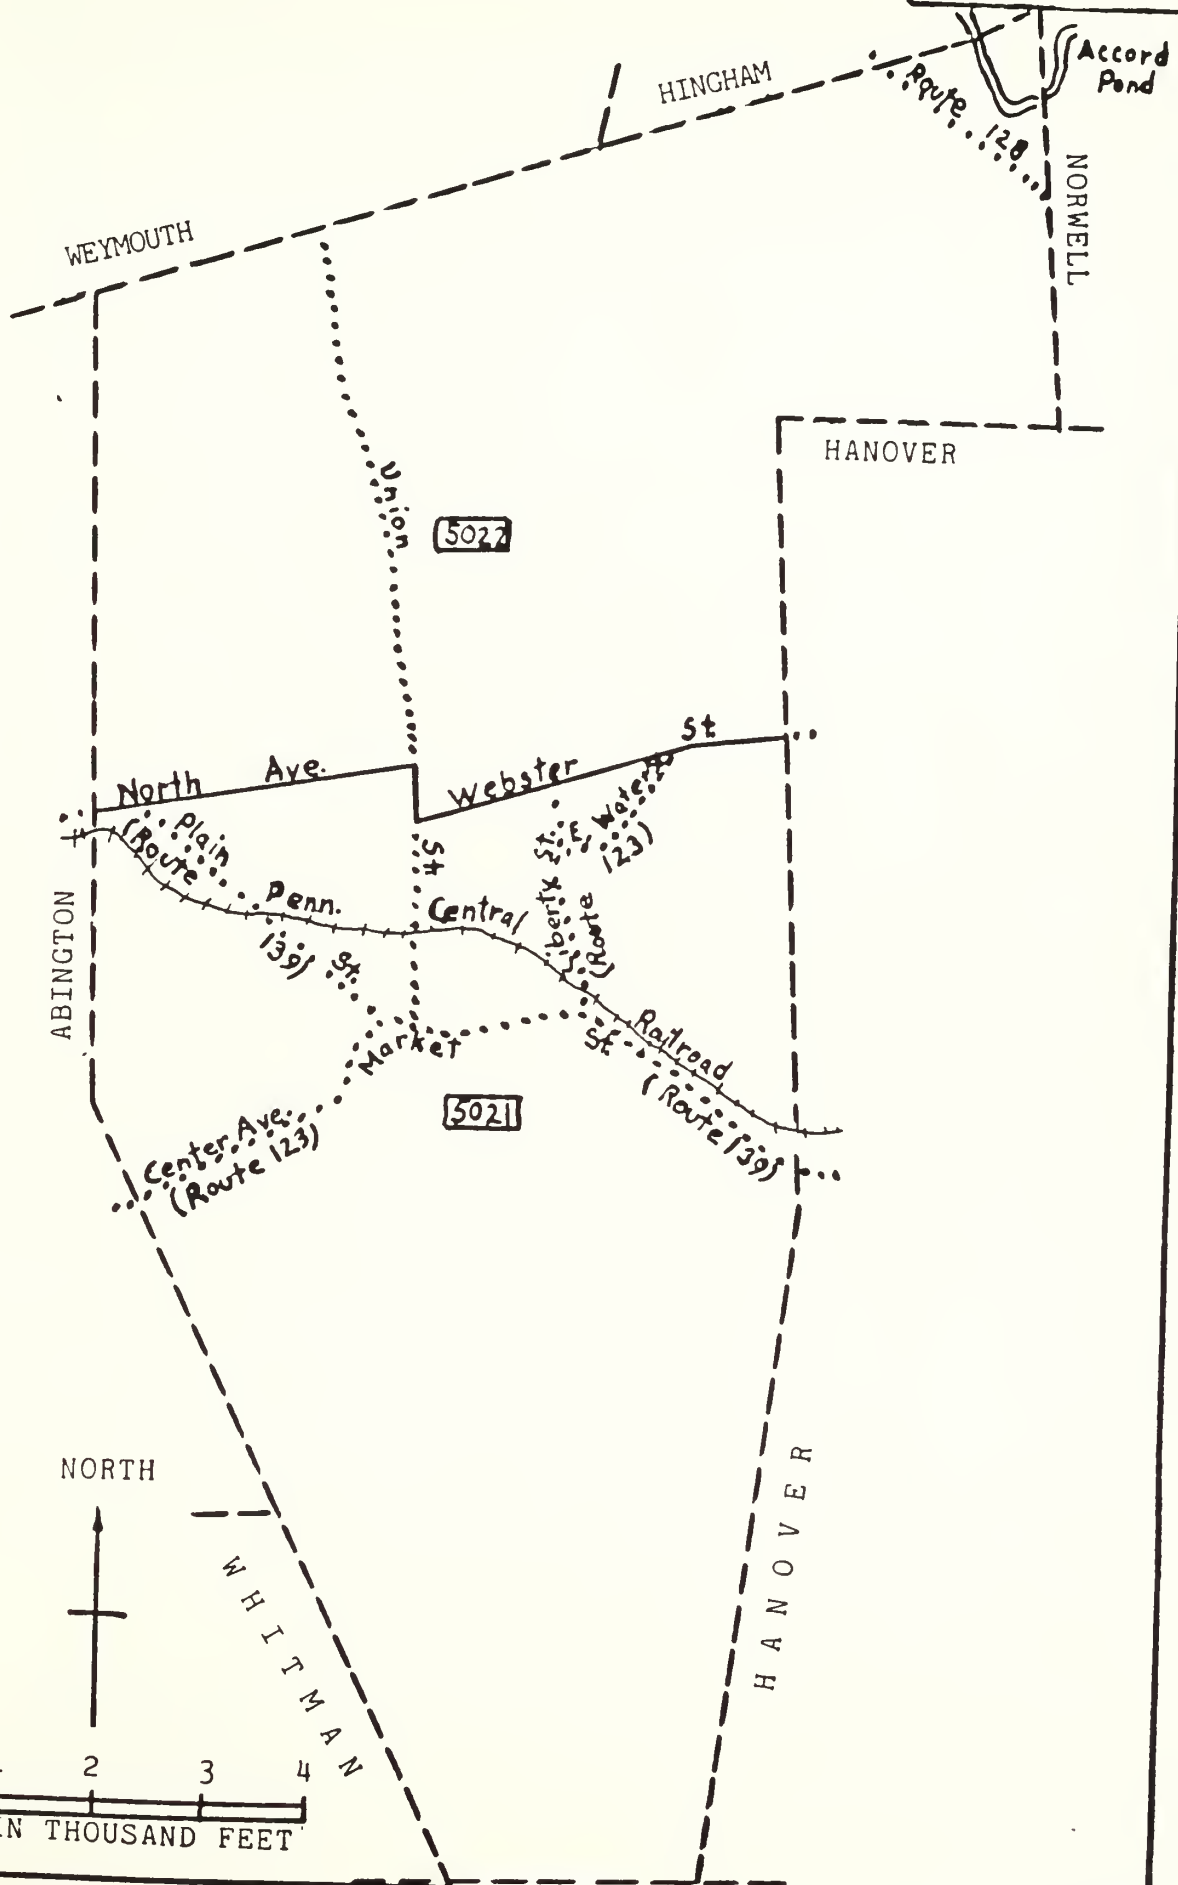 Accord
Pond
HINGHAM
Route 128
NORWELL
WEYMOUTH
HANOVER
Union
5022
St
North Ave.
Webster
Plain
(Route
St.
E. Water
123)
Penn.
St
Central
Liberty
(Route
139)
St.
ABINGTON
Railroad
Market
St
(Route 139)
5021
Center Ave.
(Route 123)
NORTH
HANOVER
WHITMAN
2 3 4
IN THOUSAND FEET